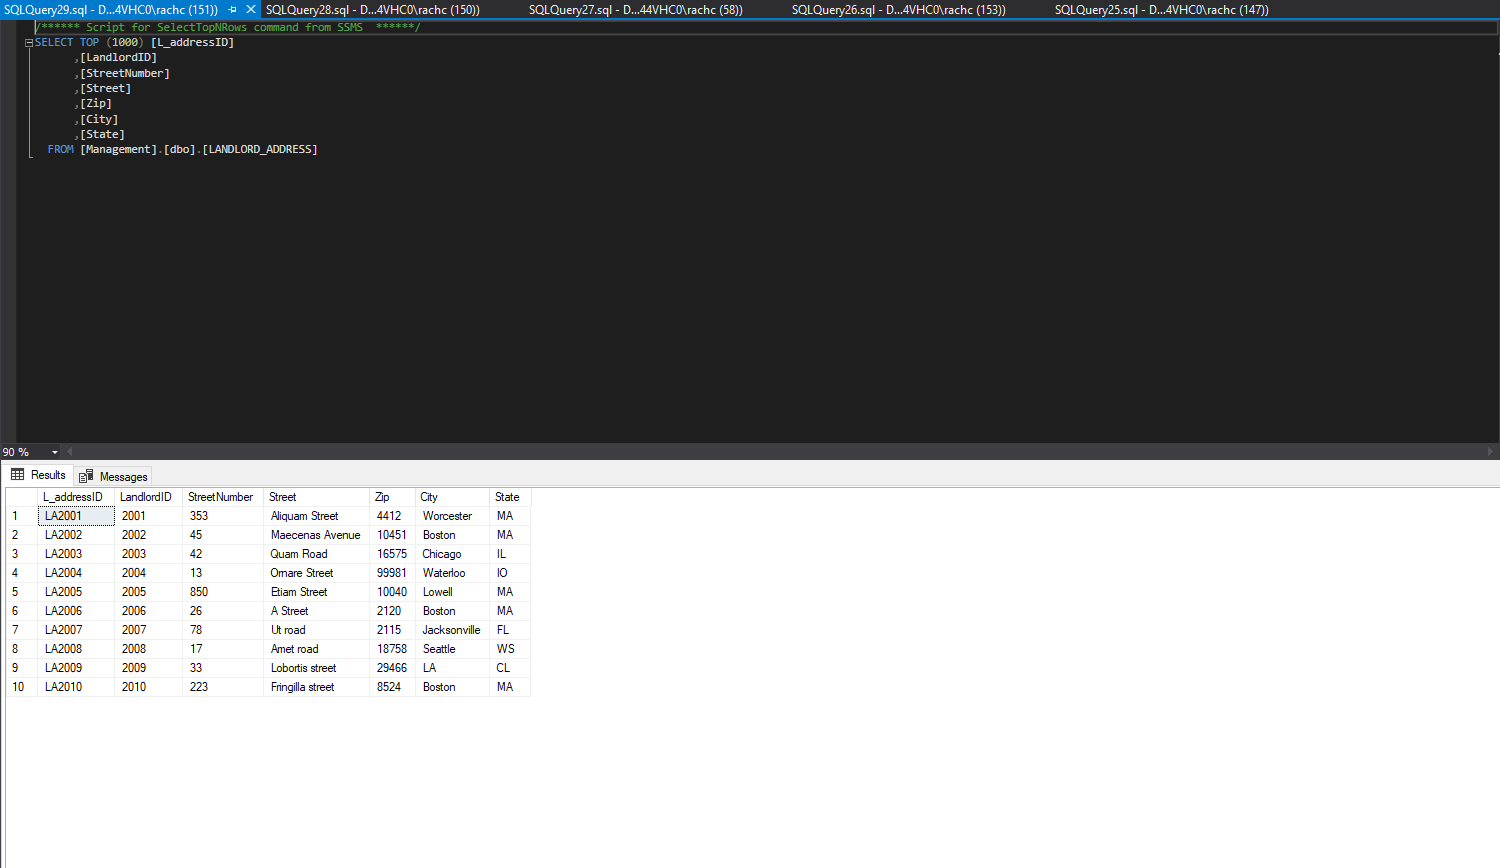 SQLQuery29.sql - D...4VHC0\rachc (151)) SQLQuery28.sql - D...4VHC0\rachc (150)) SQLQuery27.sql - D...44VHC0\rachc (58)) SQLQuery26.sql - D...4VHC0\rachc (153)) SQLQuery25.sql - D...4VHC0\rachc (147))
/****** Script for SelectTopNRows command from SSMS  ******/
SELECT TOP (1000) [L_addressID]
,[LandlordID]
,[StreetNumber]
,[Street]
,[Zip]
,[City]
,[State]
FROM [Management].[dbo].[LANDLORD_ADDRESS]
90 %
Results Messages
L_addressID LandlordID StreetNumber Street Zip City State
1 LA2001 2001 353 Aliquam Street 4412 Worcester MA
2 LA2002 2002 45 Maecenas Avenue 10451 Boston MA
3 LA2003 2003 42 Quam Road 16575 Chicago IL
4 LA2004 2004 13 Ornare Street 99981 Waterloo IO
5 LA2005 2005 850 Etiam Street 10040 Lowell MA
6 LA2006 2006 26 A Street 2120 Boston MA
7 LA2007 2007 78 Ut road 2115 Jacksonville FL
8 LA2008 2008 17 Amet road 18758 Seattle WS
9 LA2009 2009 33 Lobortis street 29466 LA CL
10 LA2010 2010 223 Fringilla street 8524 Boston MA